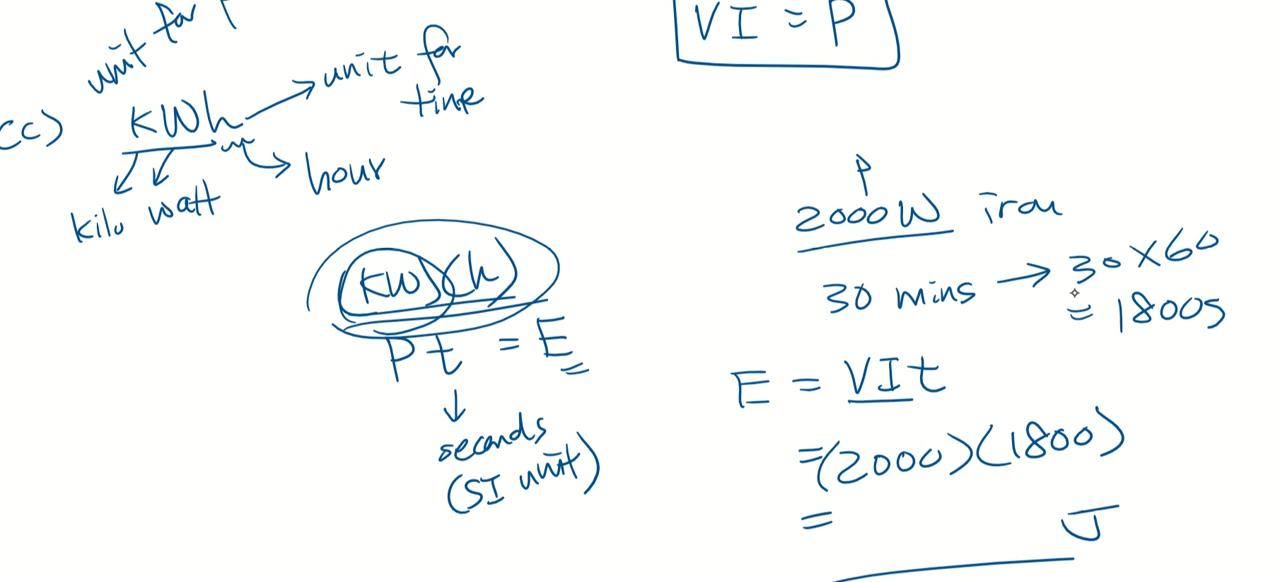 unit for
(c) KWh
unit for
time
hour
kilo watt
(KW)(h)
Pt = E
seconds
(SI unit)
VI = P
P
2000W iron
30 mins → 30×60
= 1800s
E = VIt
=(2000)(1800)
= J